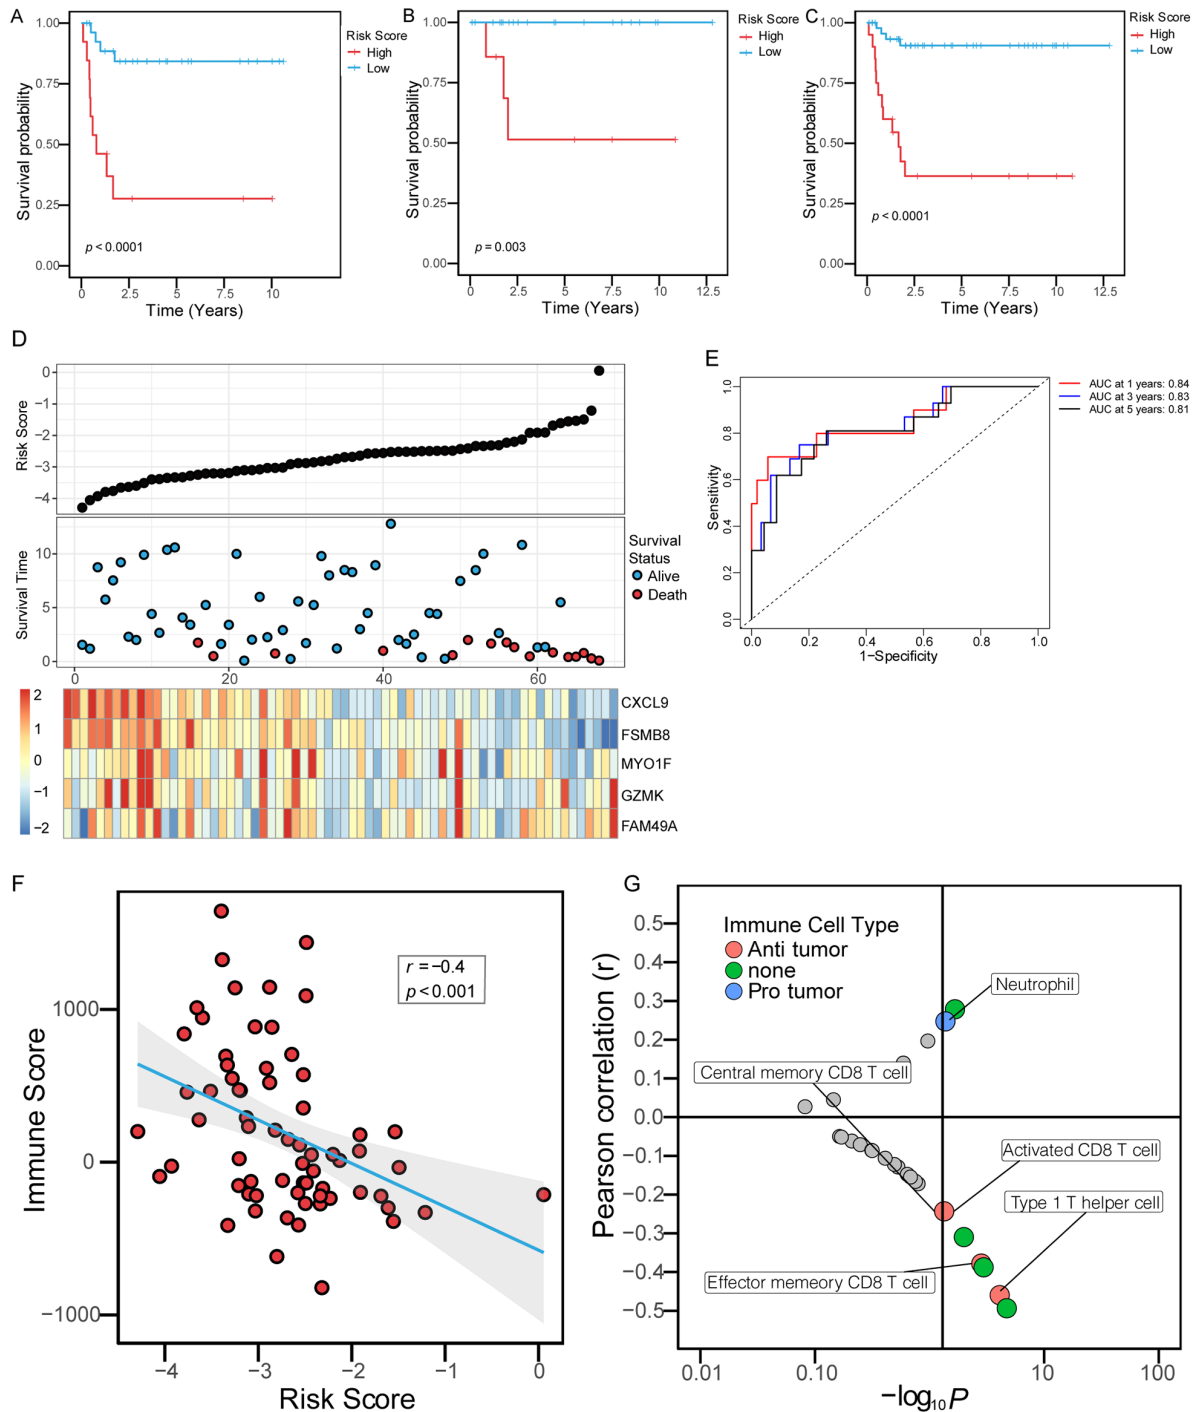 A
Survival probability
1.00
0.75
0.50
0.25
0.00
0
2.5
5
7.5
10
Time (Years)
p < 0.0001
Risk Score
High
Low
B
Survival probability
1.00
0.75
0.50
0.25
0.00
0
2.5
5
7.5
10
12.5
Time (Years)
p = 0.003
Risk Score
High
Low
C
Survival probability
1.00
0.75
0.50
0.25
0.00
0
2.5
5
7.5
10
12.5
Time (Years)
p < 0.0001
Risk Score
High
Low
D
Risk Score
0
−1
−2
−3
−4
Survival Time
10
5
0
0
20
40
60
Survival
Status
Alive
Death
2
1
0
−1
−2
CXCL9
FSMB8
MYO1F
GZMK
FAM49A
E
Sensitivity
1.0
0.8
0.6
0.4
0.2
0.0
0.0
0.2
0.4
0.6
0.8
1.0
1−Specificity
AUC at 1 years: 0.84
AUC at 3 years: 0.83
AUC at 5 years: 0.81
F
Immune Score
1000
0
−1000
−4
−3
−2
−1
0
Risk Score
r = −0.4
p < 0.001
G
Pearson correlation (r)
0.5
0.4
0.3
0.2
0.1
0.0
−0.1
−0.2
−0.3
−0.4
−0.5
0.01
0.10
10
100
−log10 P
Immune Cell Type
Anti tumor
none
Pro tumor
Neutrophil
Central memory CD8 T cell
Activated CD8 T cell
Type 1 T helper cell
Effector memeory CD8 T cell